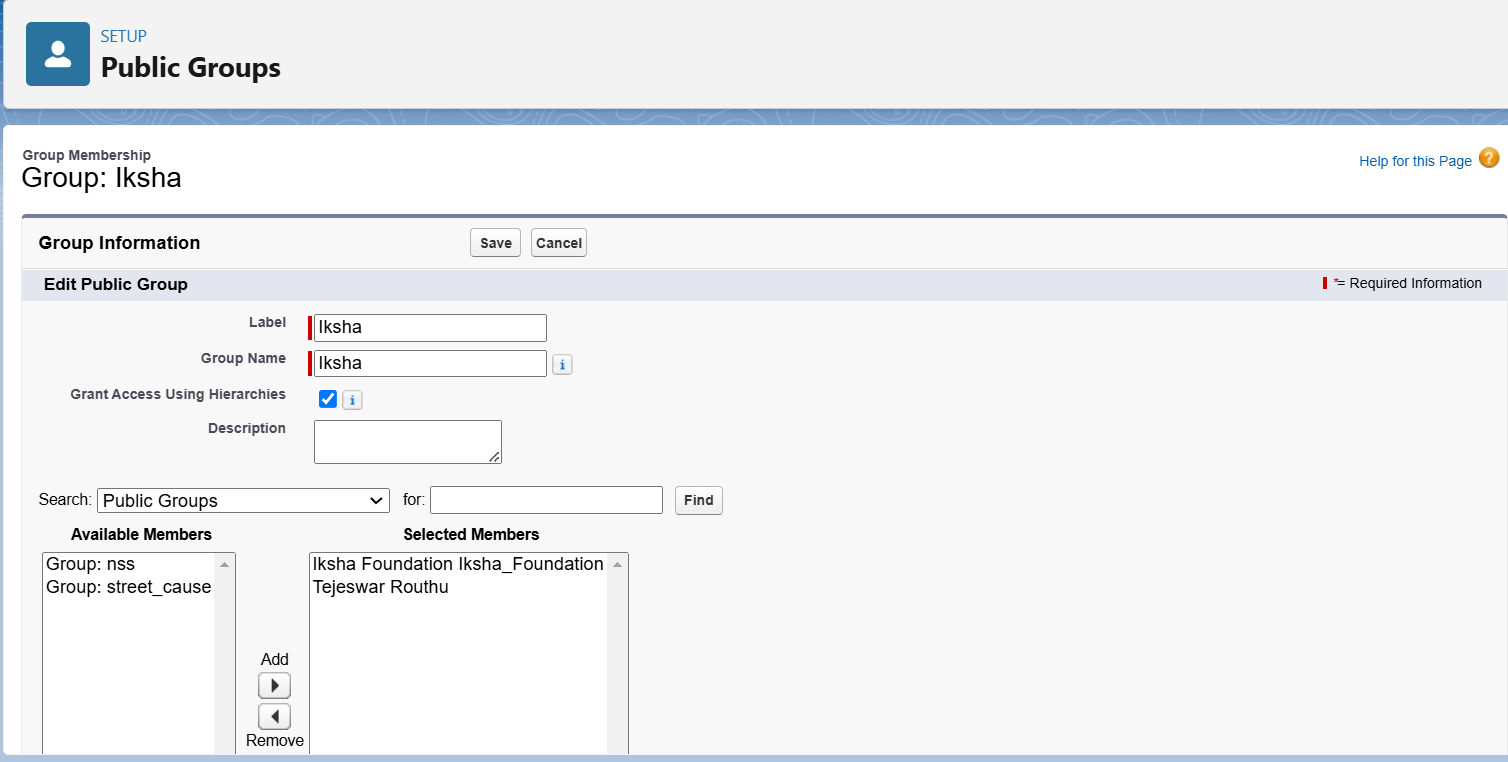 SETUP
Public Groups
Group Membership
Group: Iksha
Help for this Page ?
Group Information
Save
Cancel
Edit Public Group
*= Required Information
Label
Iksha
Group Name
Iksha
i
Grant Access Using Hierarchies
i
Description
Search:
Public Groups
for:
Find
Available Members
Selected Members
Group: nss
Group: street_cause
Iksha Foundation Iksha_Foundation
Tejeswar Routhu
Add
Remove